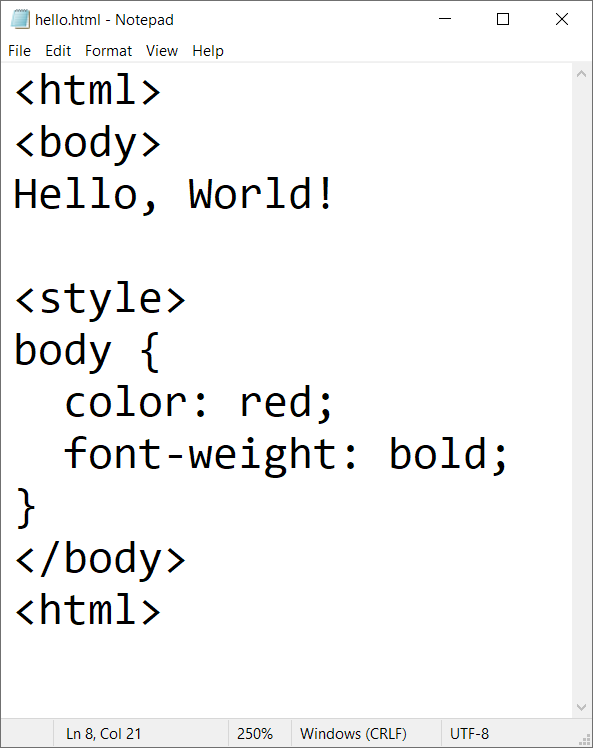 hello.html - Notepad
File Edit Format View Help
<html>
<body>
Hello, World!

<style>
body {
  color: red;
  font-weight: bold;
}
</body>
<html>
Ln 8, Col 21 250% Windows (CRLF) UTF-8